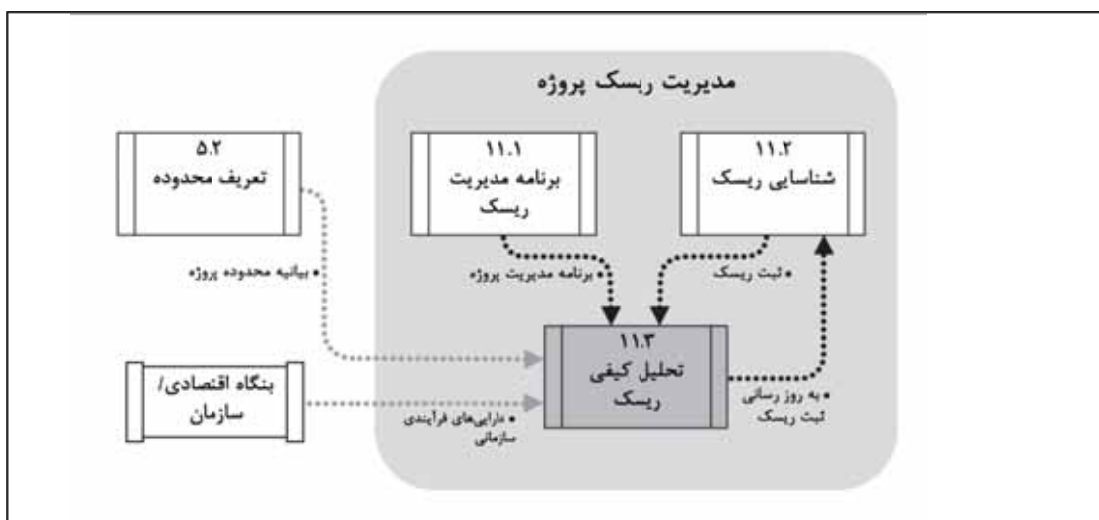 مدیریت ریسک پروژه
۱۱.۲
شناسایی ریسک
۱۱.۱
برنامه مدیریت
ریسک
۵.۲
تعریف محدوده
• ثبت ریسک
• برنامه مدیریت پروژه
• بیانیه محدوده پروژه
۱۱.۳
تحلیل کیفی
ریسک
بنگاه اقتصادی/
سازمان
• به روز رسانی
ثبت ریسک
• دارایی‌های فرآیندی
سازمانی